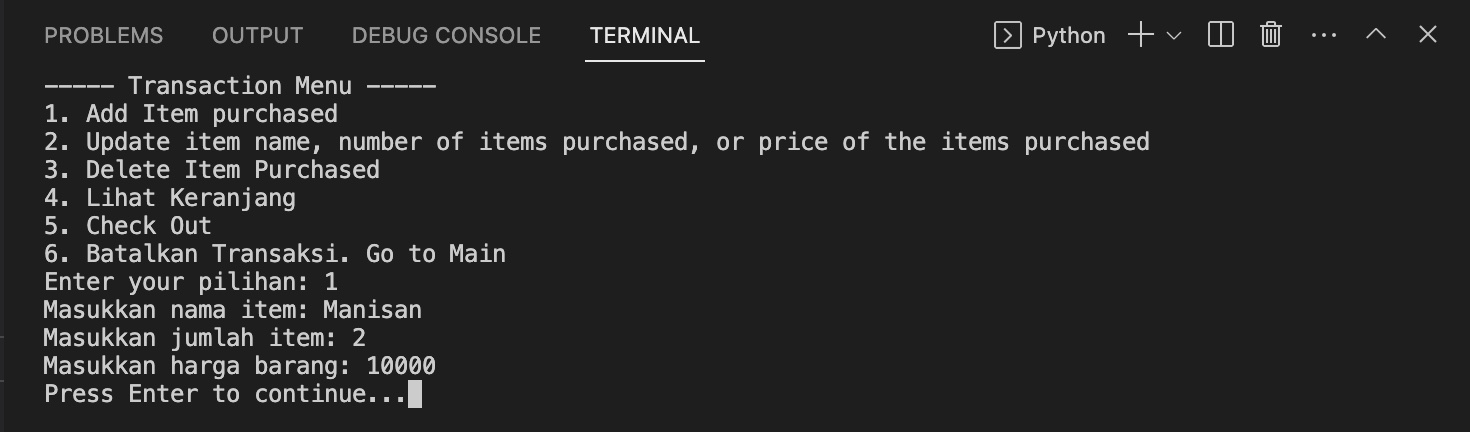 PROBLEMS OUTPUT DEBUG CONSOLE TERMINAL Python
----- Transaction Menu -----
1. Add Item purchased
2. Update item name, number of items purchased, or price of the items purchased
3. Delete Item Purchased
4. Lihat Keranjang
5. Check Out
6. Batalkan Transaksi. Go to Main
Enter your pilihan: 1
Masukkan nama item: Manisan
Masukkan jumlah item: 2
Masukkan harga barang: 10000
Press Enter to continue...